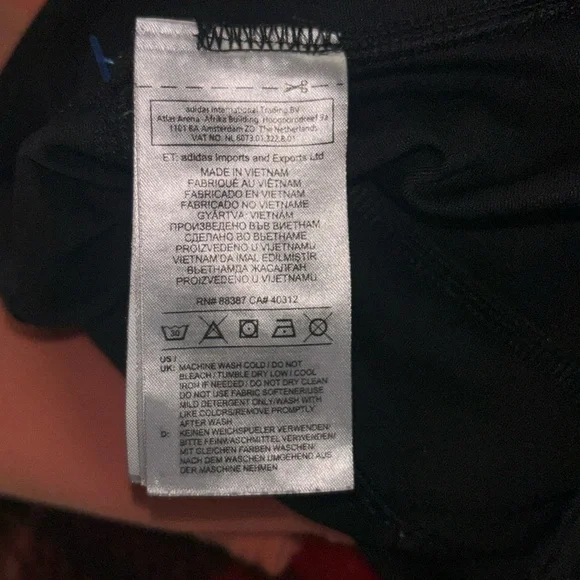 adidas International Trading BV
Atlas Arena Afrika Building Hoogoorddreef 9a
1101 BA Amsterdam ZO The Netherlands
VAT NO: NL 6073.01.322.B.01
ET: adidas Imports and Exports Ltd
MADE IN VIETNAM
FABRIQUÉ AU VIÊTNAM
FABRICADO EN VIETNAM
FABRICADO NO VIETNAME
GYÁRTVA: VIETNAM
ПРОИЗВЕДЕНО ВЪВ ВИЕТНАМ
СДЕЛАНО ВО ВЬЕТНАМЕ
PROIZVEDENO U VIJETNAMU
VIETNAM'DA İMAL EDİLMİŞTİR
ВЬЕТНАМДА ЖАСАЛҒАН
PROIZVEDENO U VIJETNAMU
RN# 88387 CA# 40312
30
US /
UK: MACHINE WASH COLD / DO NOT
BLEACH / TUMBLE DRY LOW / COOL
IRON IF NEEDED / DO NOT DRY CLEAN
DO NOT USE FABRIC SOFTENER/USE
MILD DETERGENT ONLY/WASH WITH
LIKE COLORS/REMOVE PROMPTLY
AFTER WASH
D: KEINEN WEICHSPUELER VERWENDEN/
BITTE FEINWASCHMITTEL VERWENDEN/
MIT GLEICHEN FARBEN WASCHEN/
NACH DEM WASCHEN UMGEHEND AUS
DER MASCHINE NEHMEN